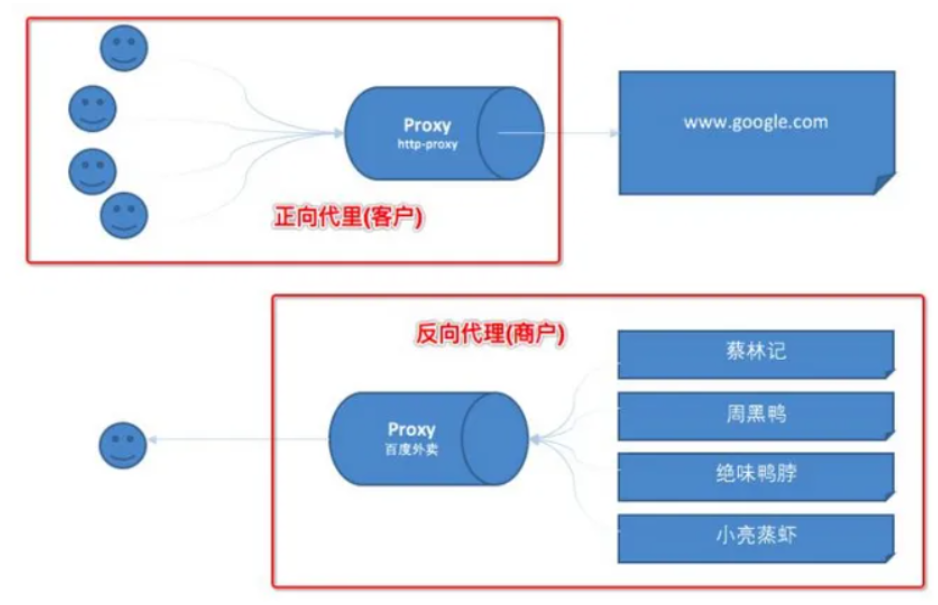 Proxy
http-proxy
www.google.com
正向代里(客户)
反向代理(商户)
蔡林记
周黑鸭
Proxy
百度外卖
绝味鸭脖
小亮蒸虾